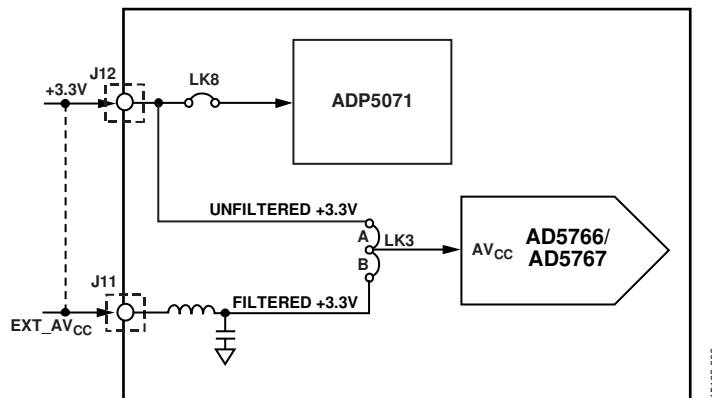 J12
+3.3V
LK8
ADP5071
UNFILTERED +3.3V
A
LK3
B
AVCC
AD5766/
AD5767
J11
FILTERED +3.3V
EXT_AVCC